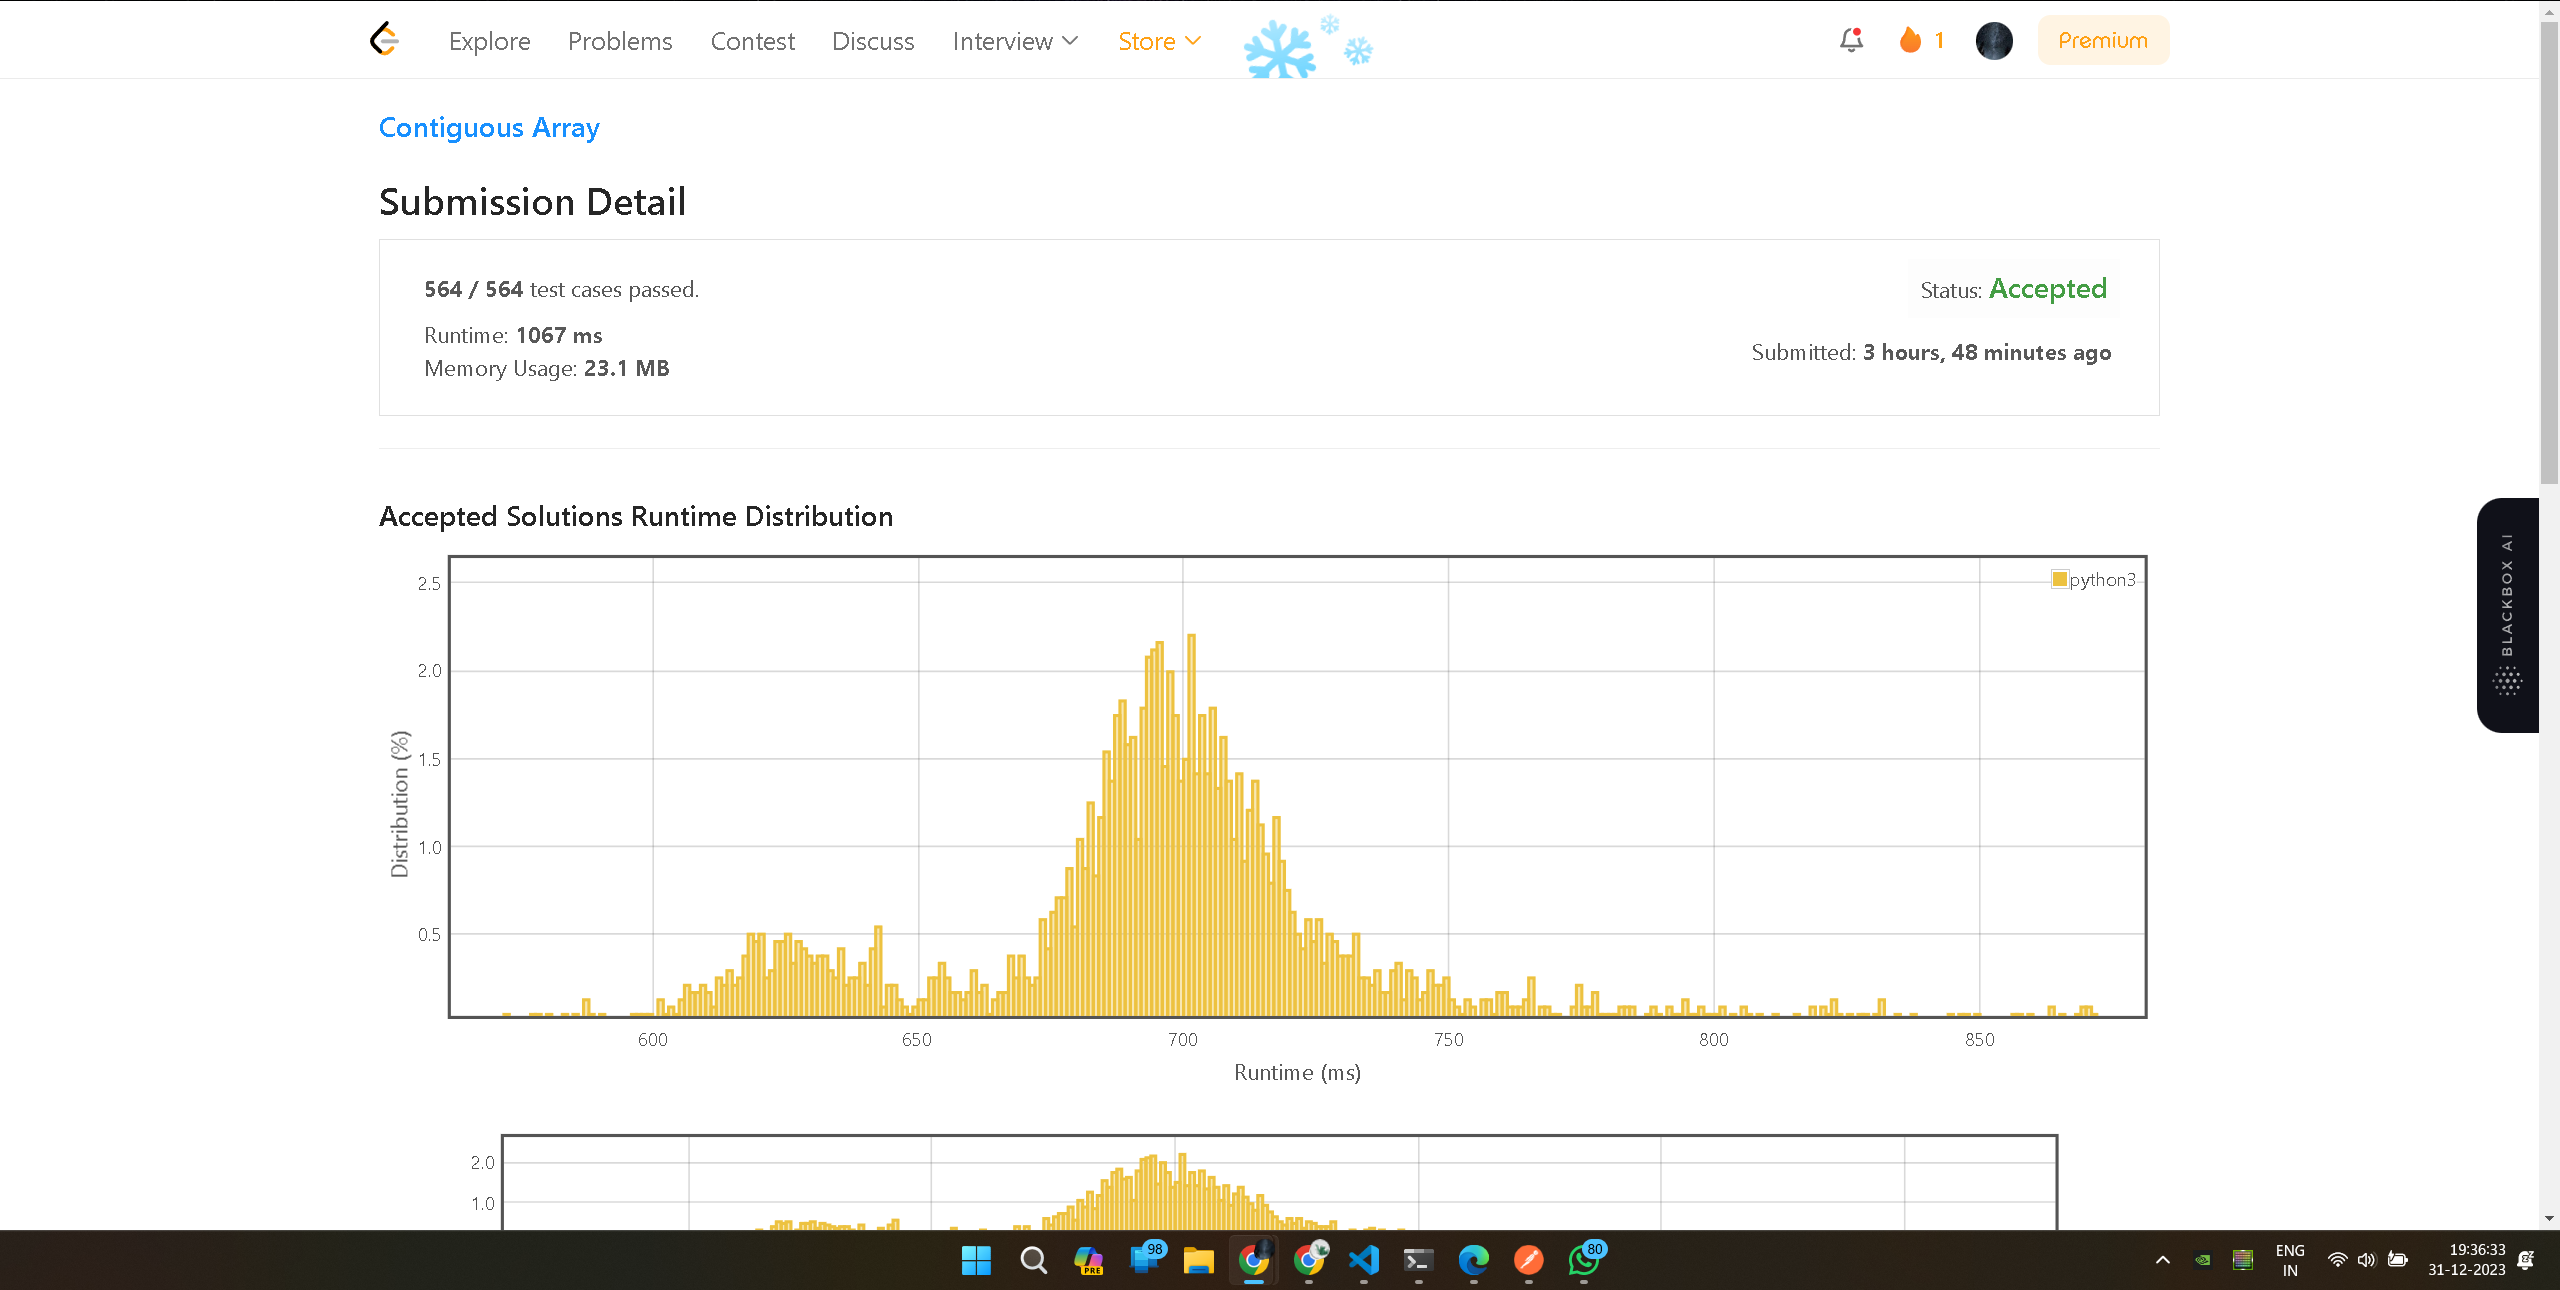 Explore Problems Contest Discuss Interview Store 1 Premium
Contiguous Array
Submission Detail
564 / 564 test cases passed.
Status: Accepted
Runtime: 1067 ms
Submitted: 3 hours, 48 minutes ago
Memory Usage: 23.1 MB
Accepted Solutions Runtime Distribution
python3
2.5
2.0
1.5
1.0
0.5
Distribution (%)
600 650 700 750 800 850
Runtime (ms)
2.0
1.0
BLACKBOX AI
PRE
98
80
ENG
IN
19:36:33
31-12-2023